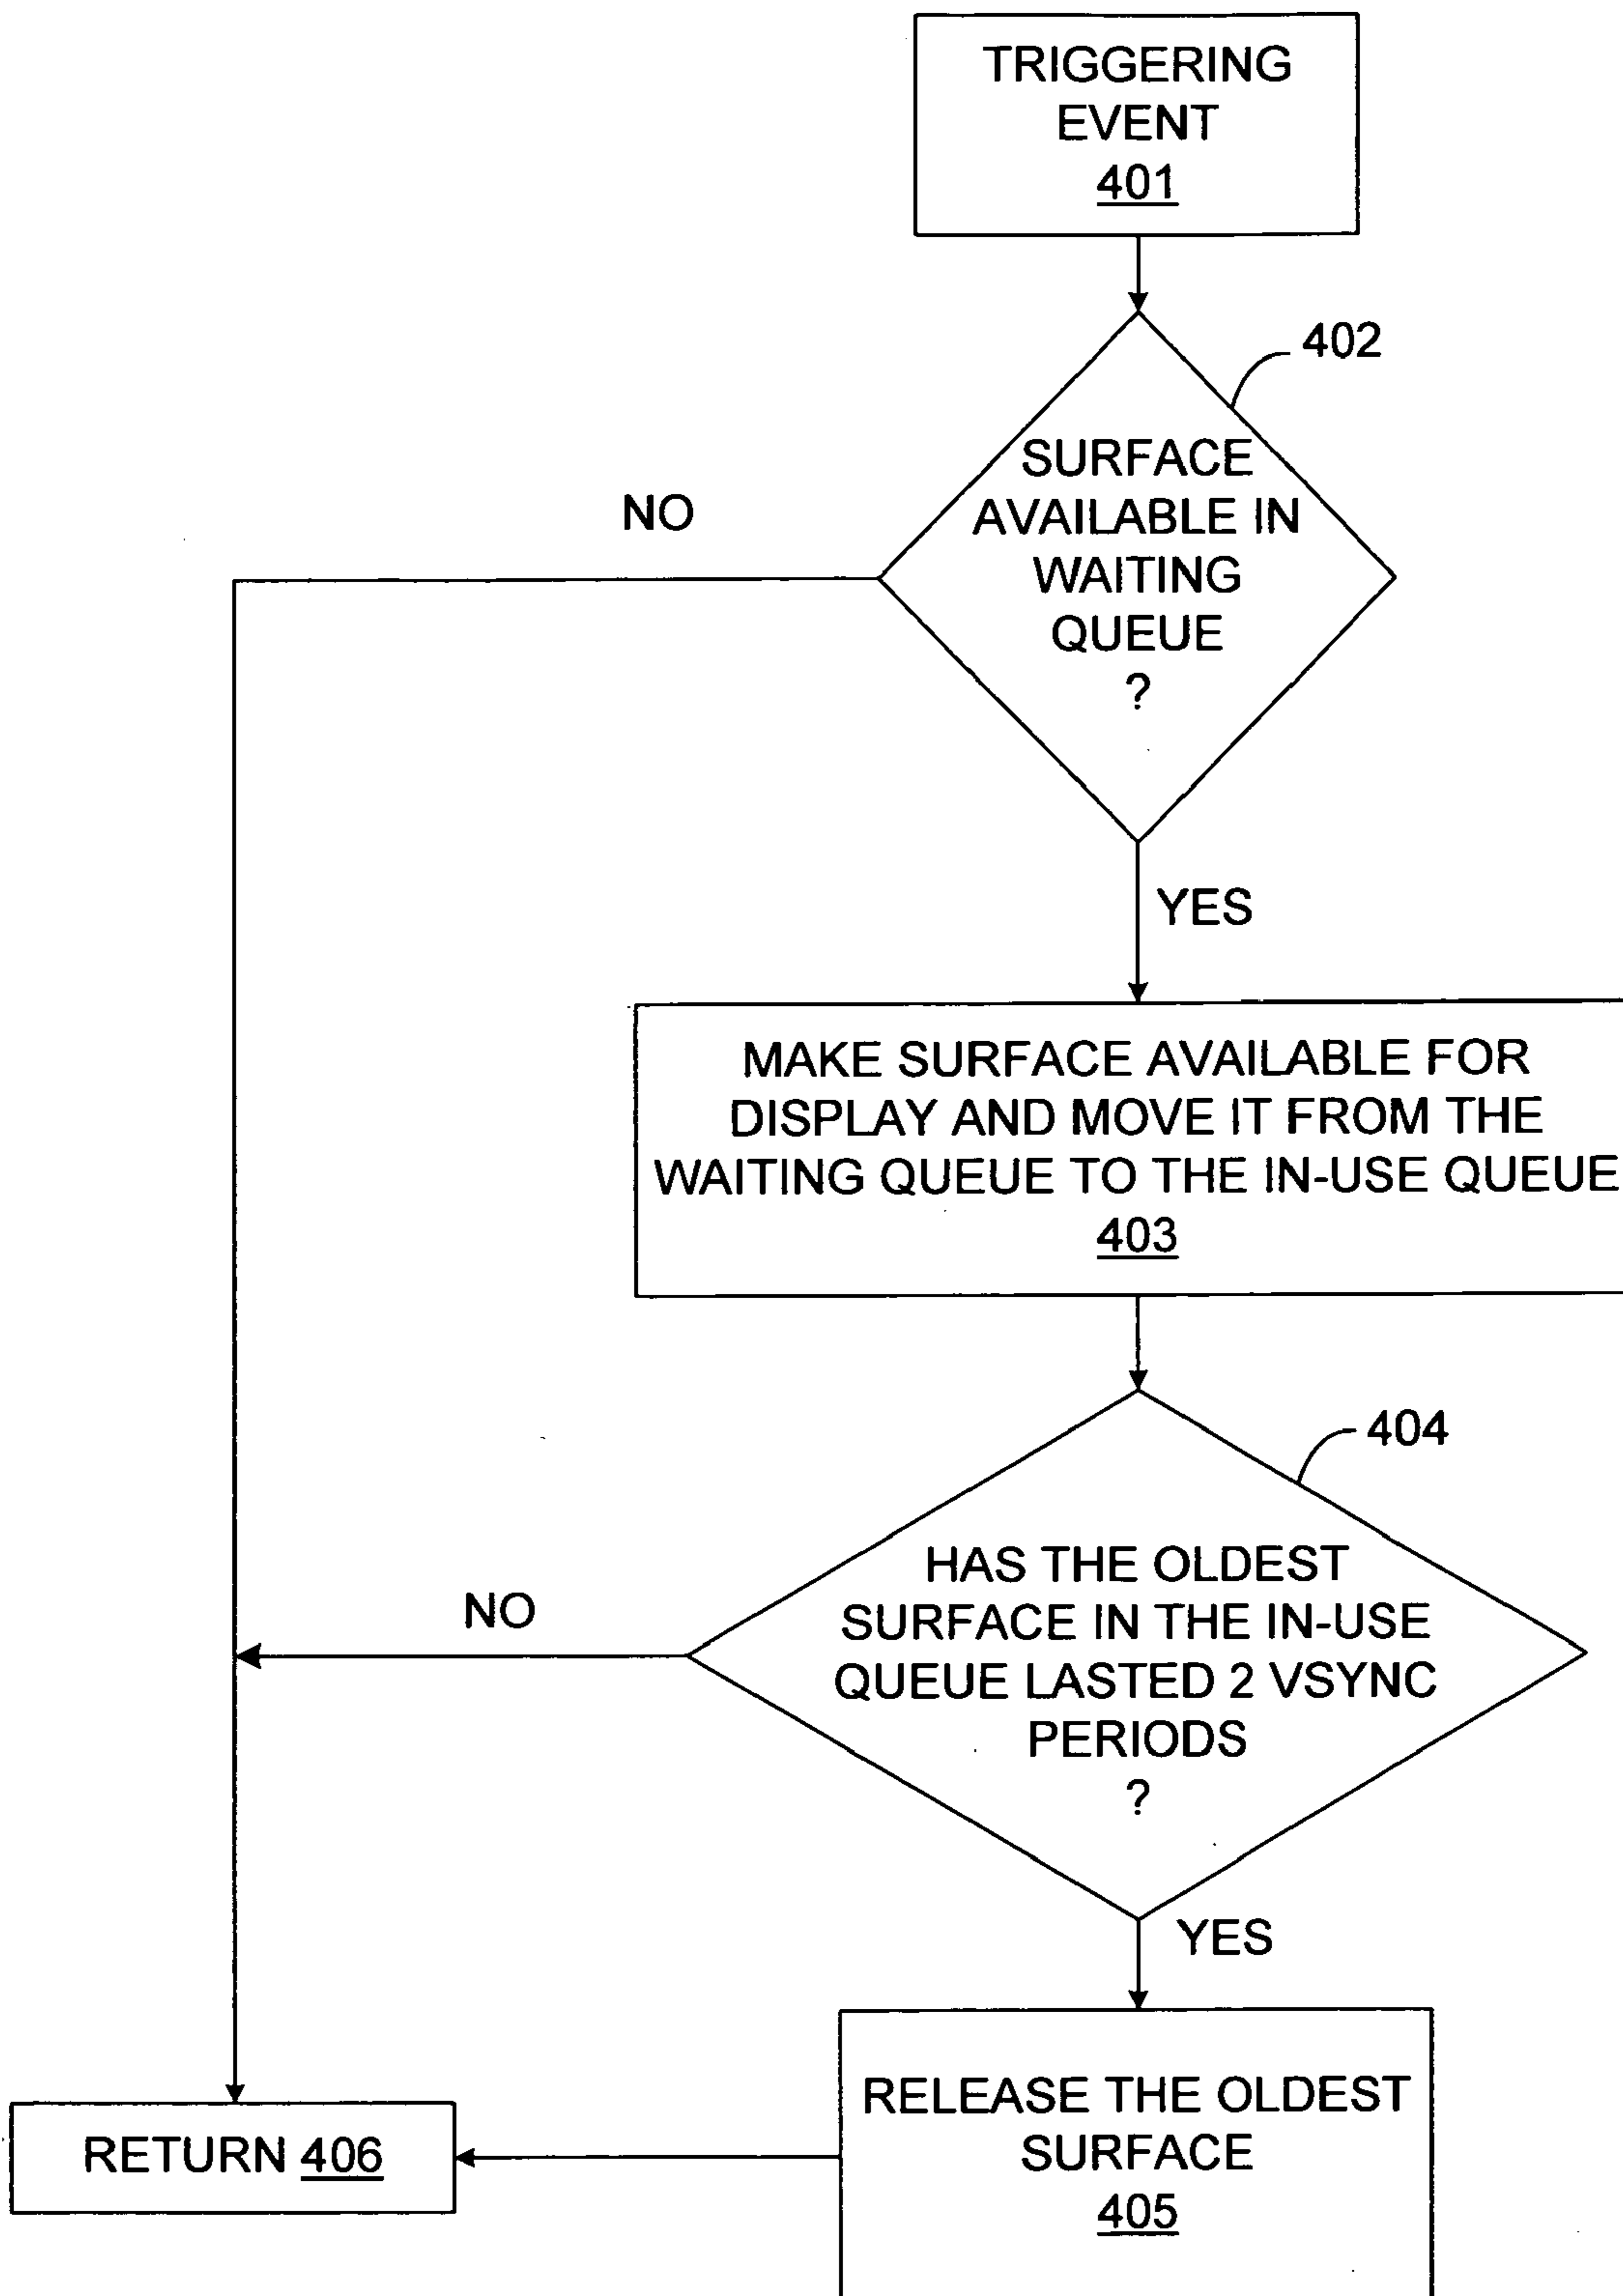 TRIGGERING
EVENT
401
402
SURFACE
AVAILABLE IN
WAITING
QUEUE
?
NO
YES
MAKE SURFACE AVAILABLE FOR
DISPLAY AND MOVE IT FROM THE
WAITING QUEUE TO THE IN-USE QUEUE
403
404
HAS THE OLDEST
SURFACE IN THE IN-USE
QUEUE LASTED 2 VSYNC
PERIODS
?
NO
YES
RELEASE THE OLDEST
SURFACE
405
RETURN 406